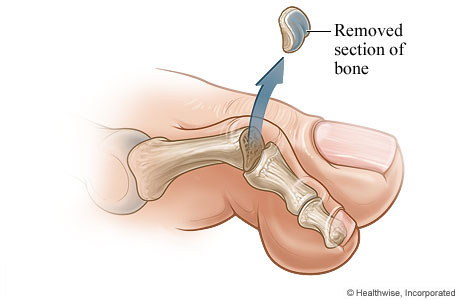 Removed
section of
bone
© Healthwise, Incorporated